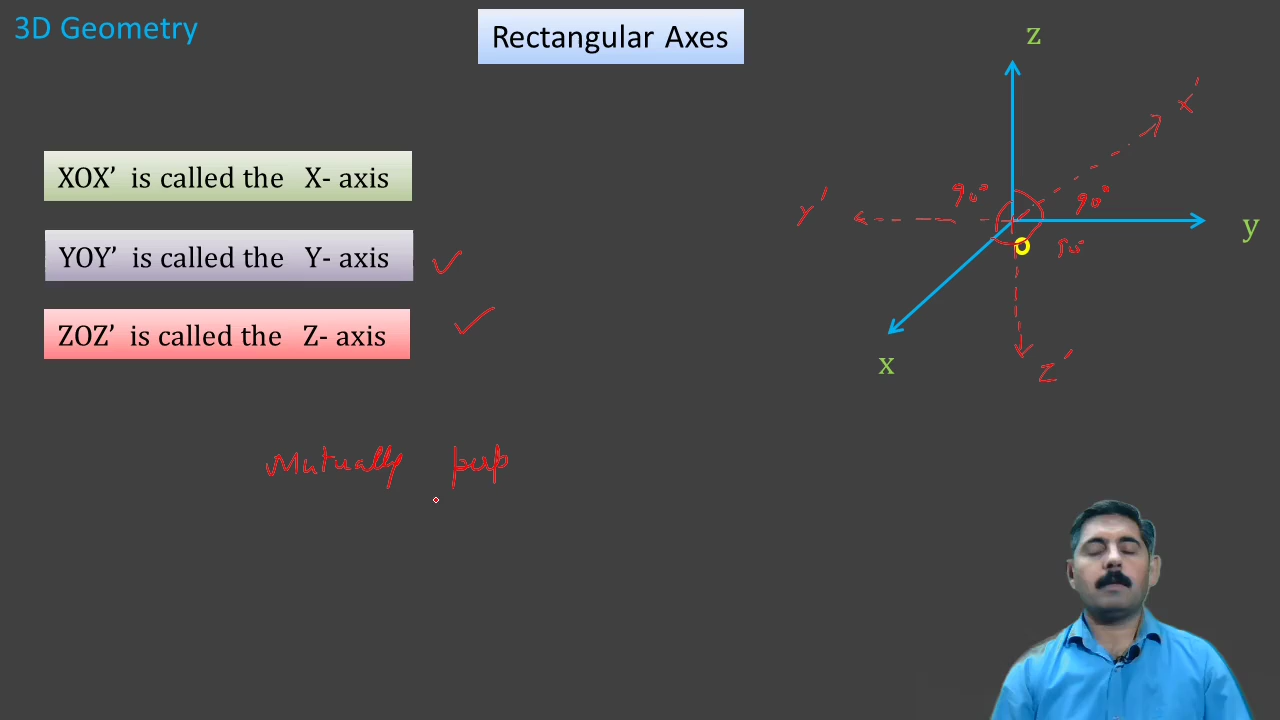 3D Geometry
Rectangular Axes
z
x'
XOX’ is called the X- axis
90°
90°
y'
y
YOY’ is called the Y- axis
O
90°
ZOZ’ is called the Z- axis
x
z'
Mutually perp